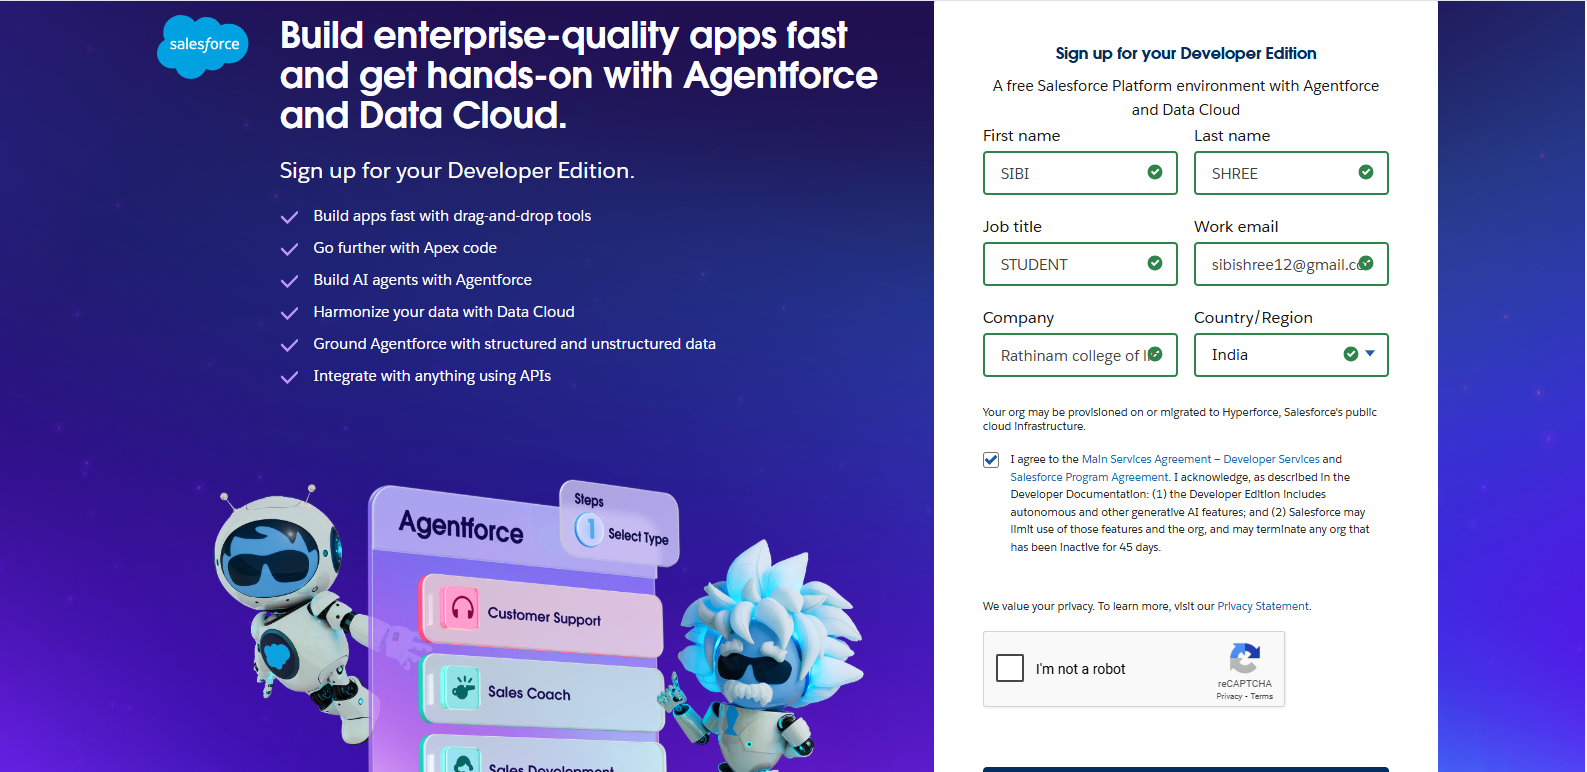 salesforce
Build enterprise-quality apps fast
and get hands-on with Agentforce
and Data Cloud.
Sign up for your Developer Edition.
Build apps fast with drag-and-drop tools
Go further with Apex code
Build AI agents with Agentforce
Harmonize your data with Data Cloud
Ground Agentforce with structured and unstructured data
Integrate with anything using APIs
Agentforce
Steps
1 Select Type
Customer Support
Sales Coach
Sales Development
Sign up for your Developer Edition
A free Salesforce Platform environment with Agentforce
and Data Cloud
First name Last name
SIBI SHREE
Job title Work email
STUDENT sibishree12@gmail.c
Company Country/Region
Rathinam college of India
Your org may be provisioned on or migrated to Hyperforce, Salesforce's public
cloud infrastructure.
I agree to the Main Services Agreement – Developer Services and
Salesforce Program Agreement. I acknowledge, as described in the
Developer Documentation: (1) the Developer Edition includes
autonomous and other generative AI features; and (2) Salesforce may
limit use of those features and the org, and may terminate any org that
has been inactive for 45 days.
We value your privacy. To learn more, visit our Privacy Statement.
I'm not a robot
reCAPTCHA
Privacy - Terms